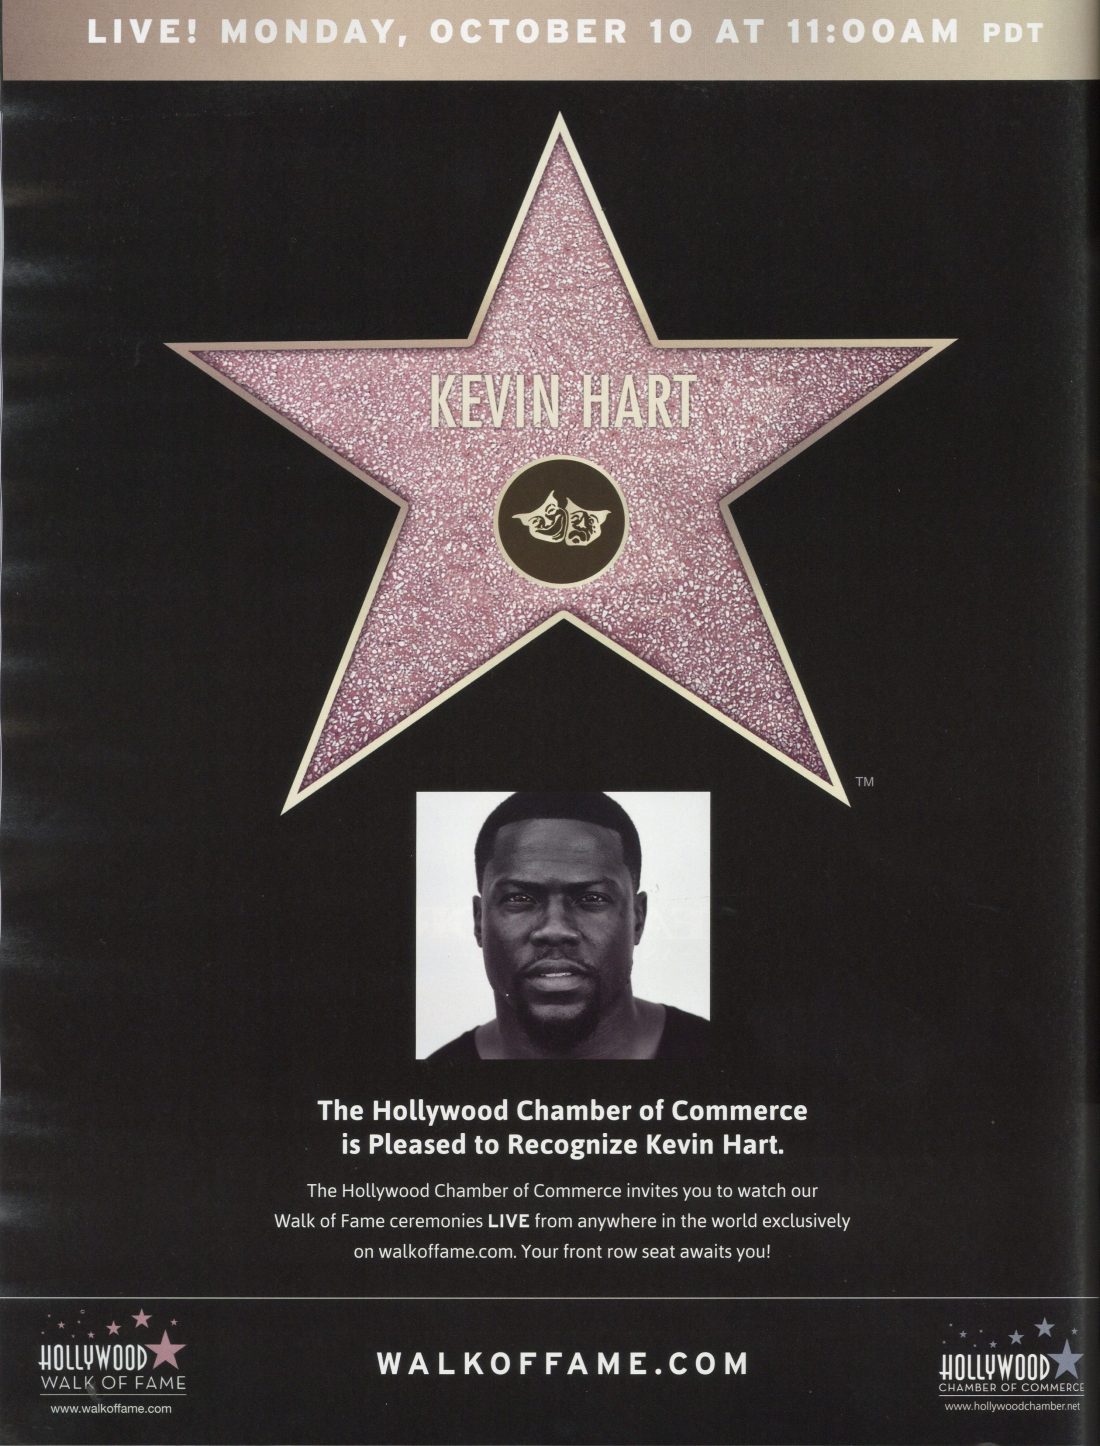 LIVE! MONDAY, OCTOBER 10 AT 11:00AM PDT
KEVIN HART
TM
The Hollywood Chamber of Commerce
is Pleased to Recognize Kevin Hart.
The Hollywood Chamber of Commerce invites you to watch our
Walk of Fame ceremonies LIVE from anywhere in the world exclusively
on walkoffame.com. Your front row seat awaits you!
HOLLYWOOD
WALK OF FAME
www.walkoffame.com
WALKOFFAME.COM
HOLLYWOOD
CHAMBER OF COMMERCE
www.hollywoodchamber.net